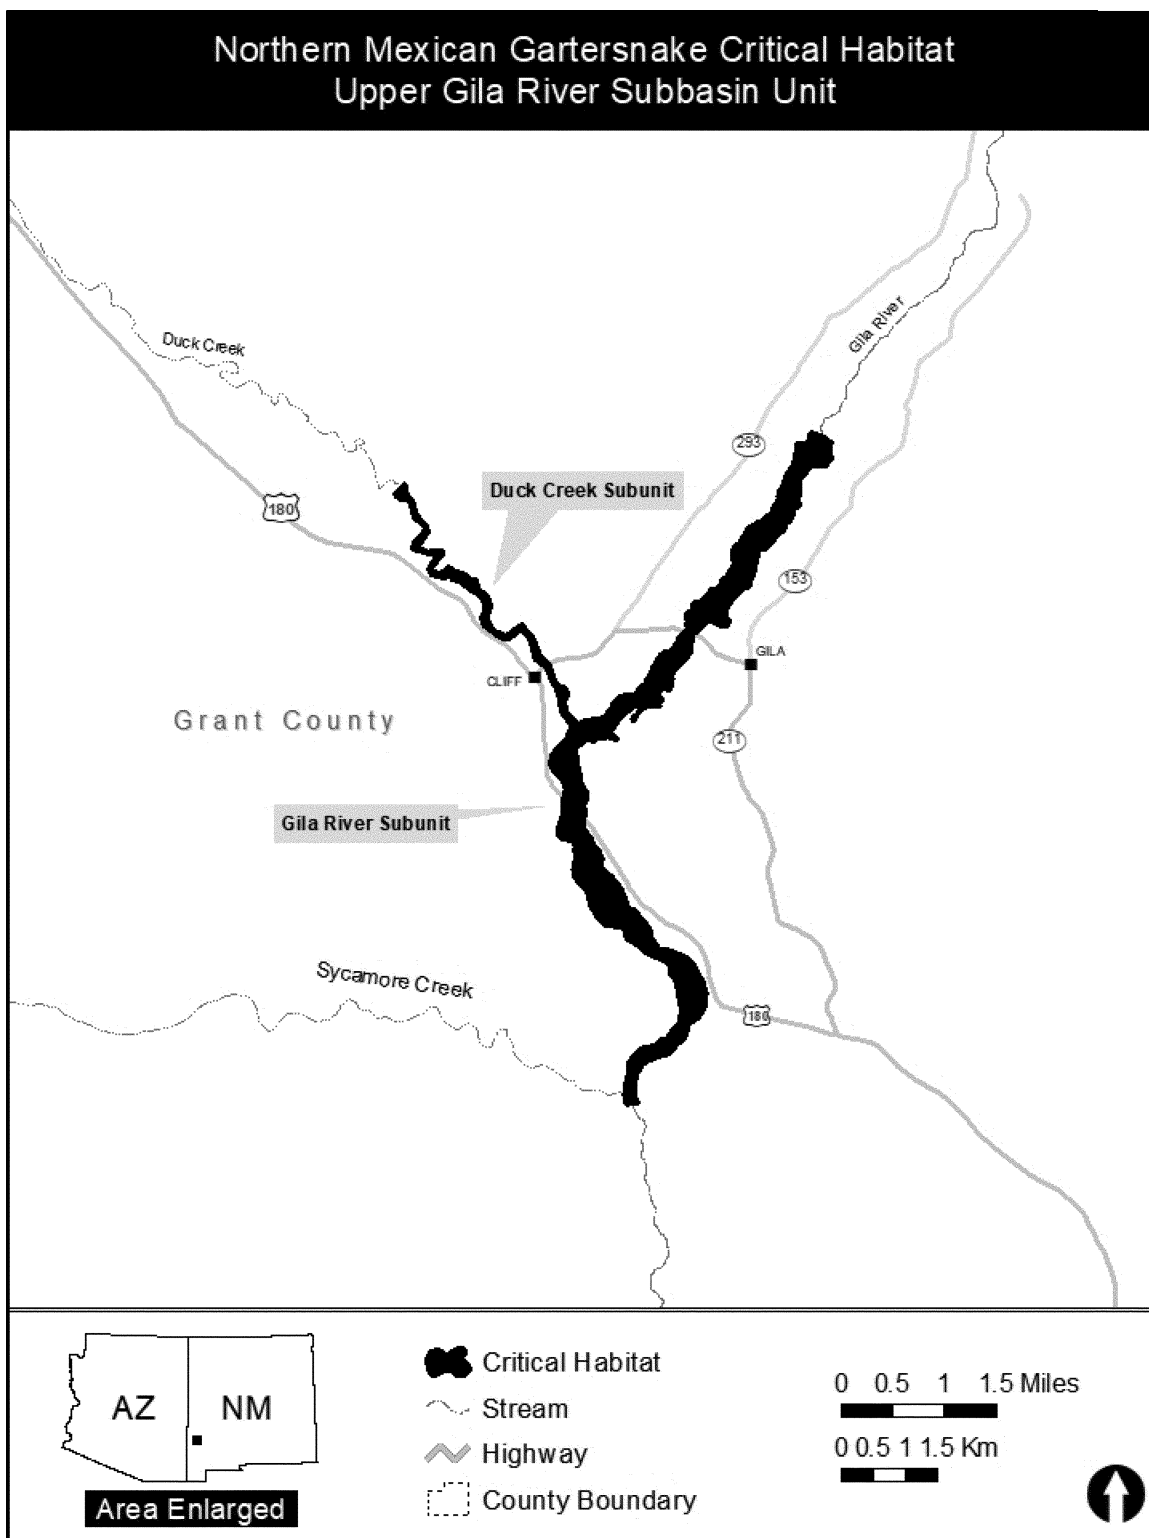 Northern Mexican Gartersnake Critical Habitat
Upper Gila River Subbasin Unit
Gila River
Duck Creek
293
Duck Creek Subunit
180
153
GILA
CLIFF
Grant County
211
Gila River Subunit
Sycamore Creek
180
AZ NM
Area Enlarged
Critical Habitat
Stream
Highway
County Boundary
0 0.5 1 1.5 Miles
0 0.5 1 1.5 Km